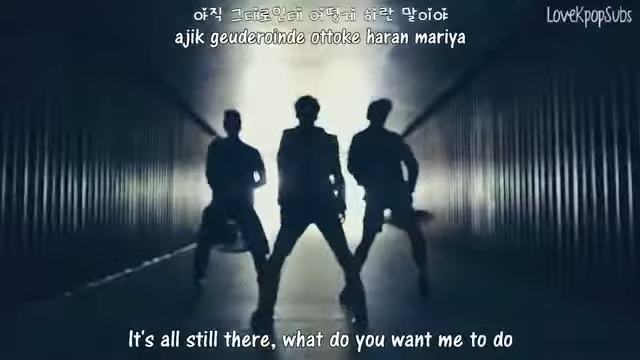 아직 그대로인데 어떻게 하란 말이야
LoveKpopSubs
ajik geuderoinde ottoke haran mariya
It's all still there, what do you want me to do